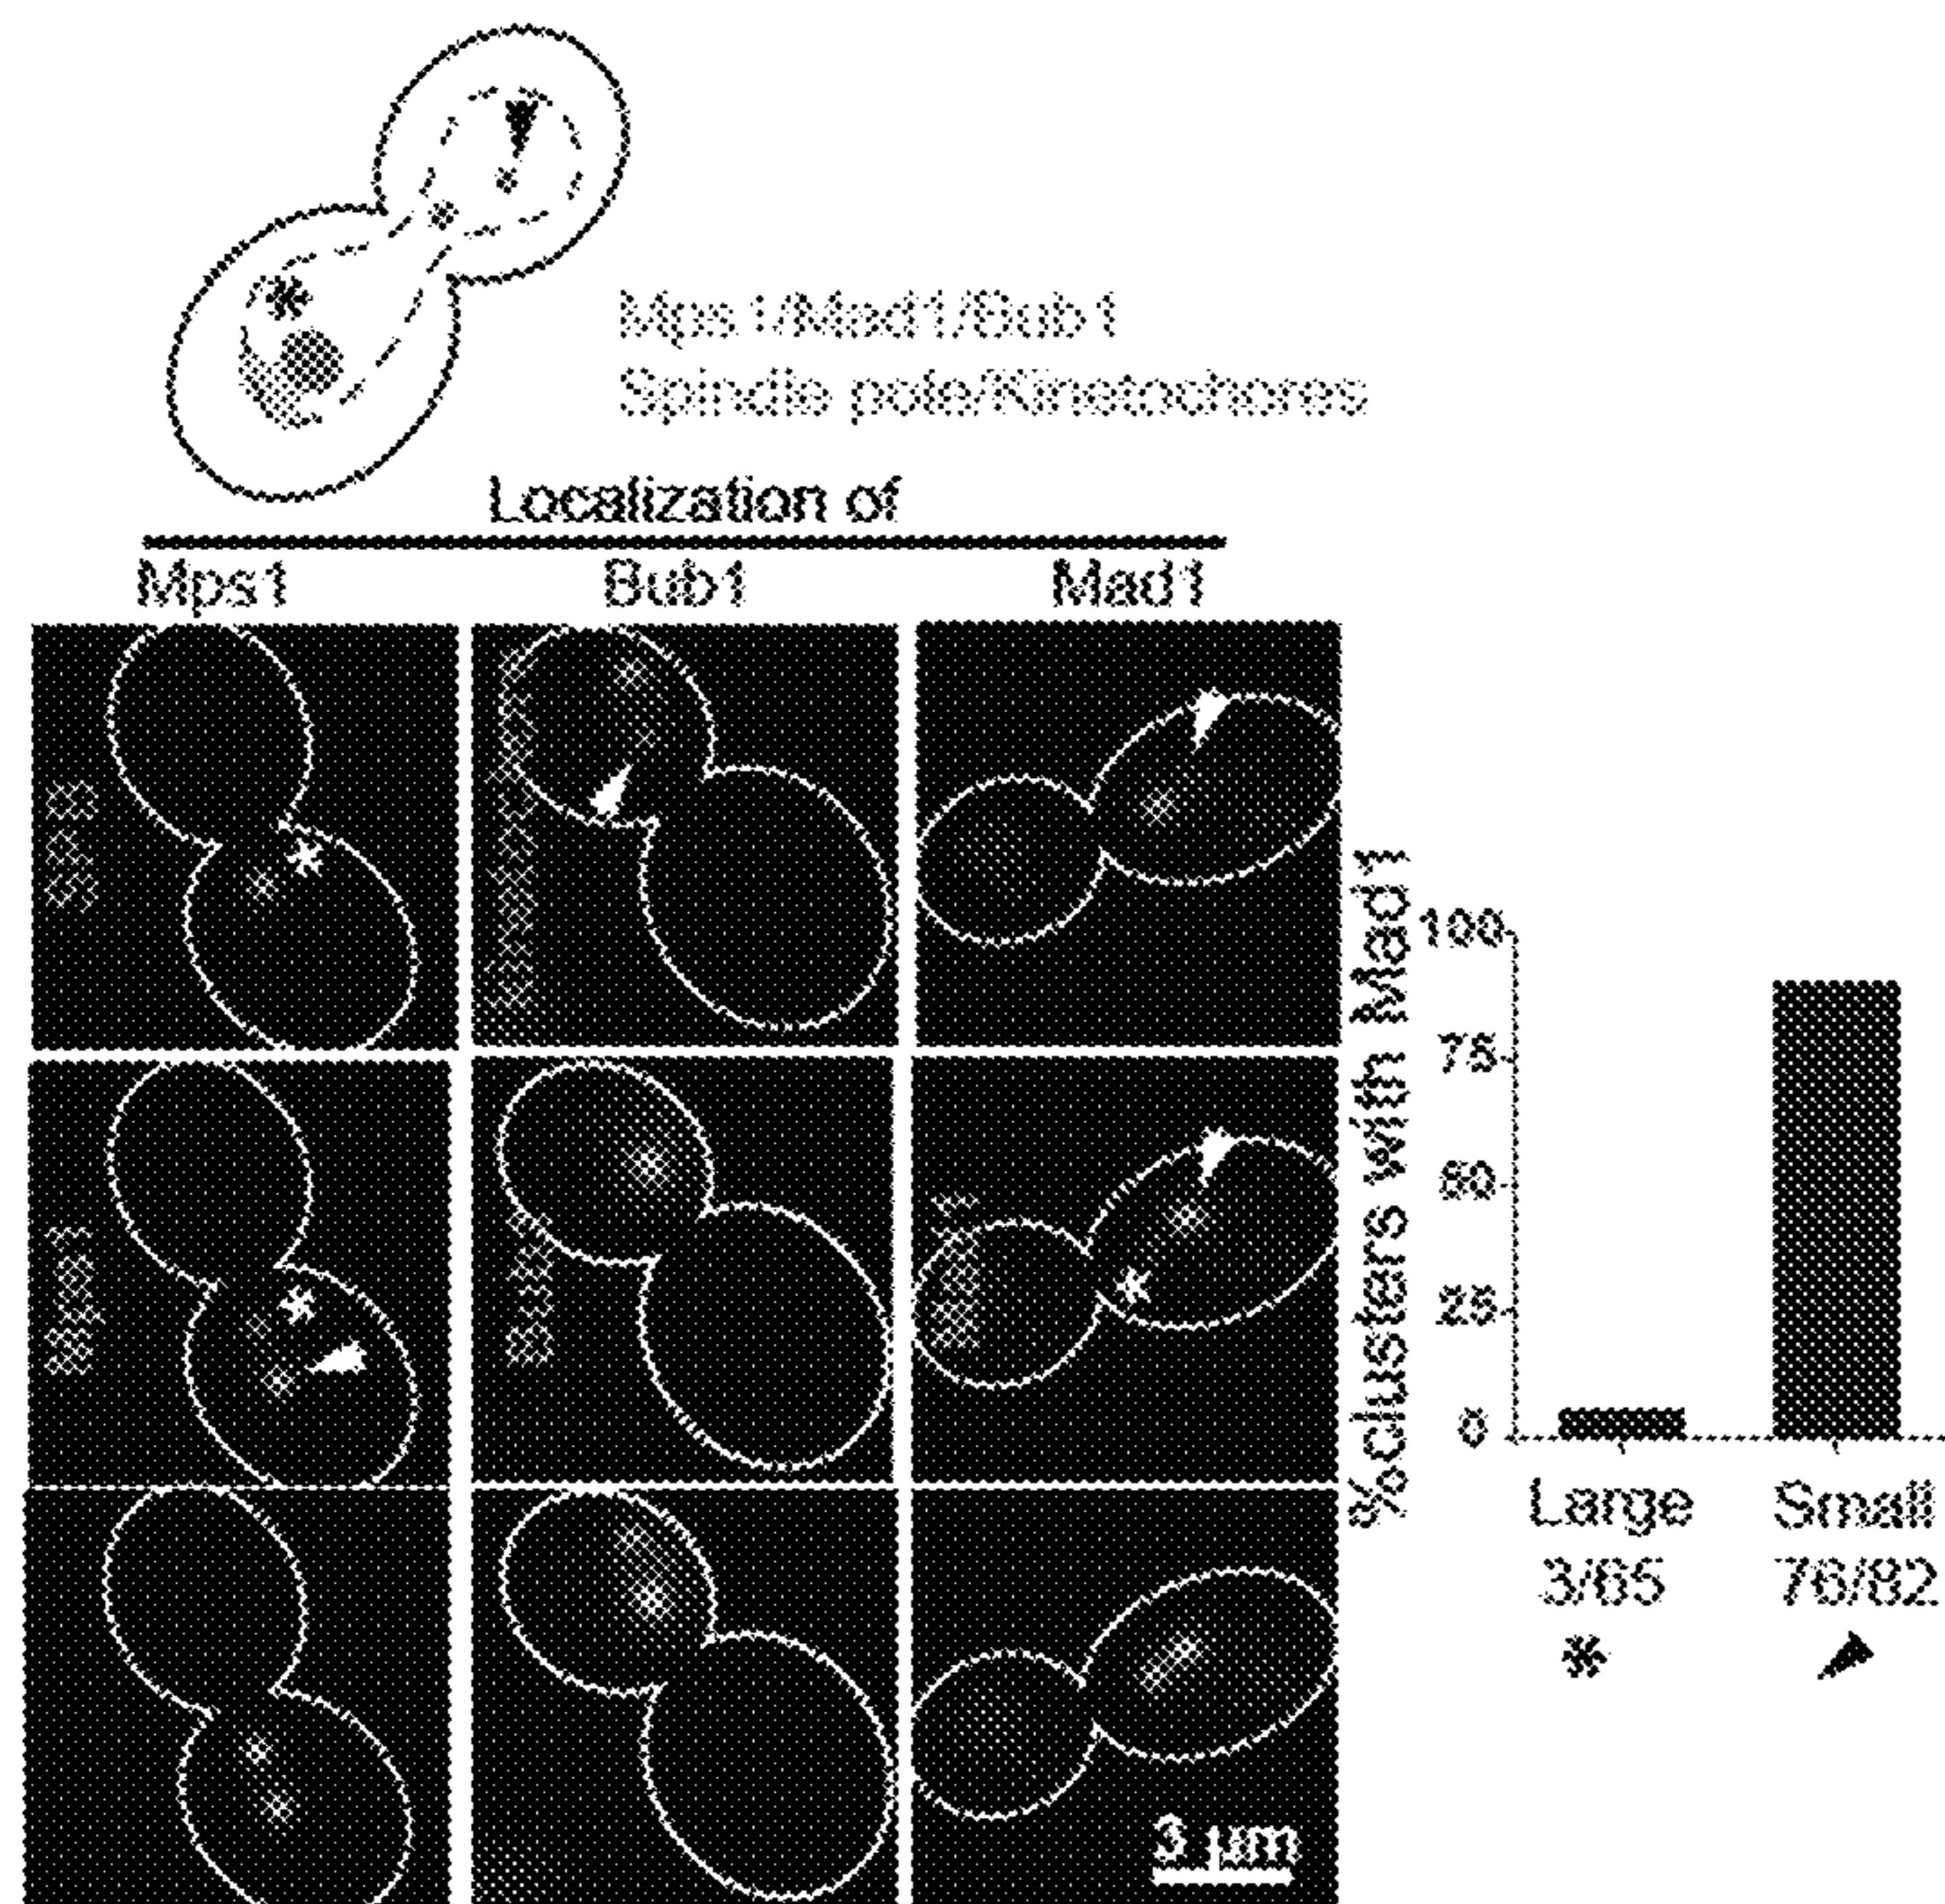 Mps1/Mad1/Bub1
Spindle pole/Kinetochores
Localization of
Mps1
Bub1
Mad1
3 µm
%clusters with Mad1
100
75
50
25
0
Large
Small
3/65
76/82